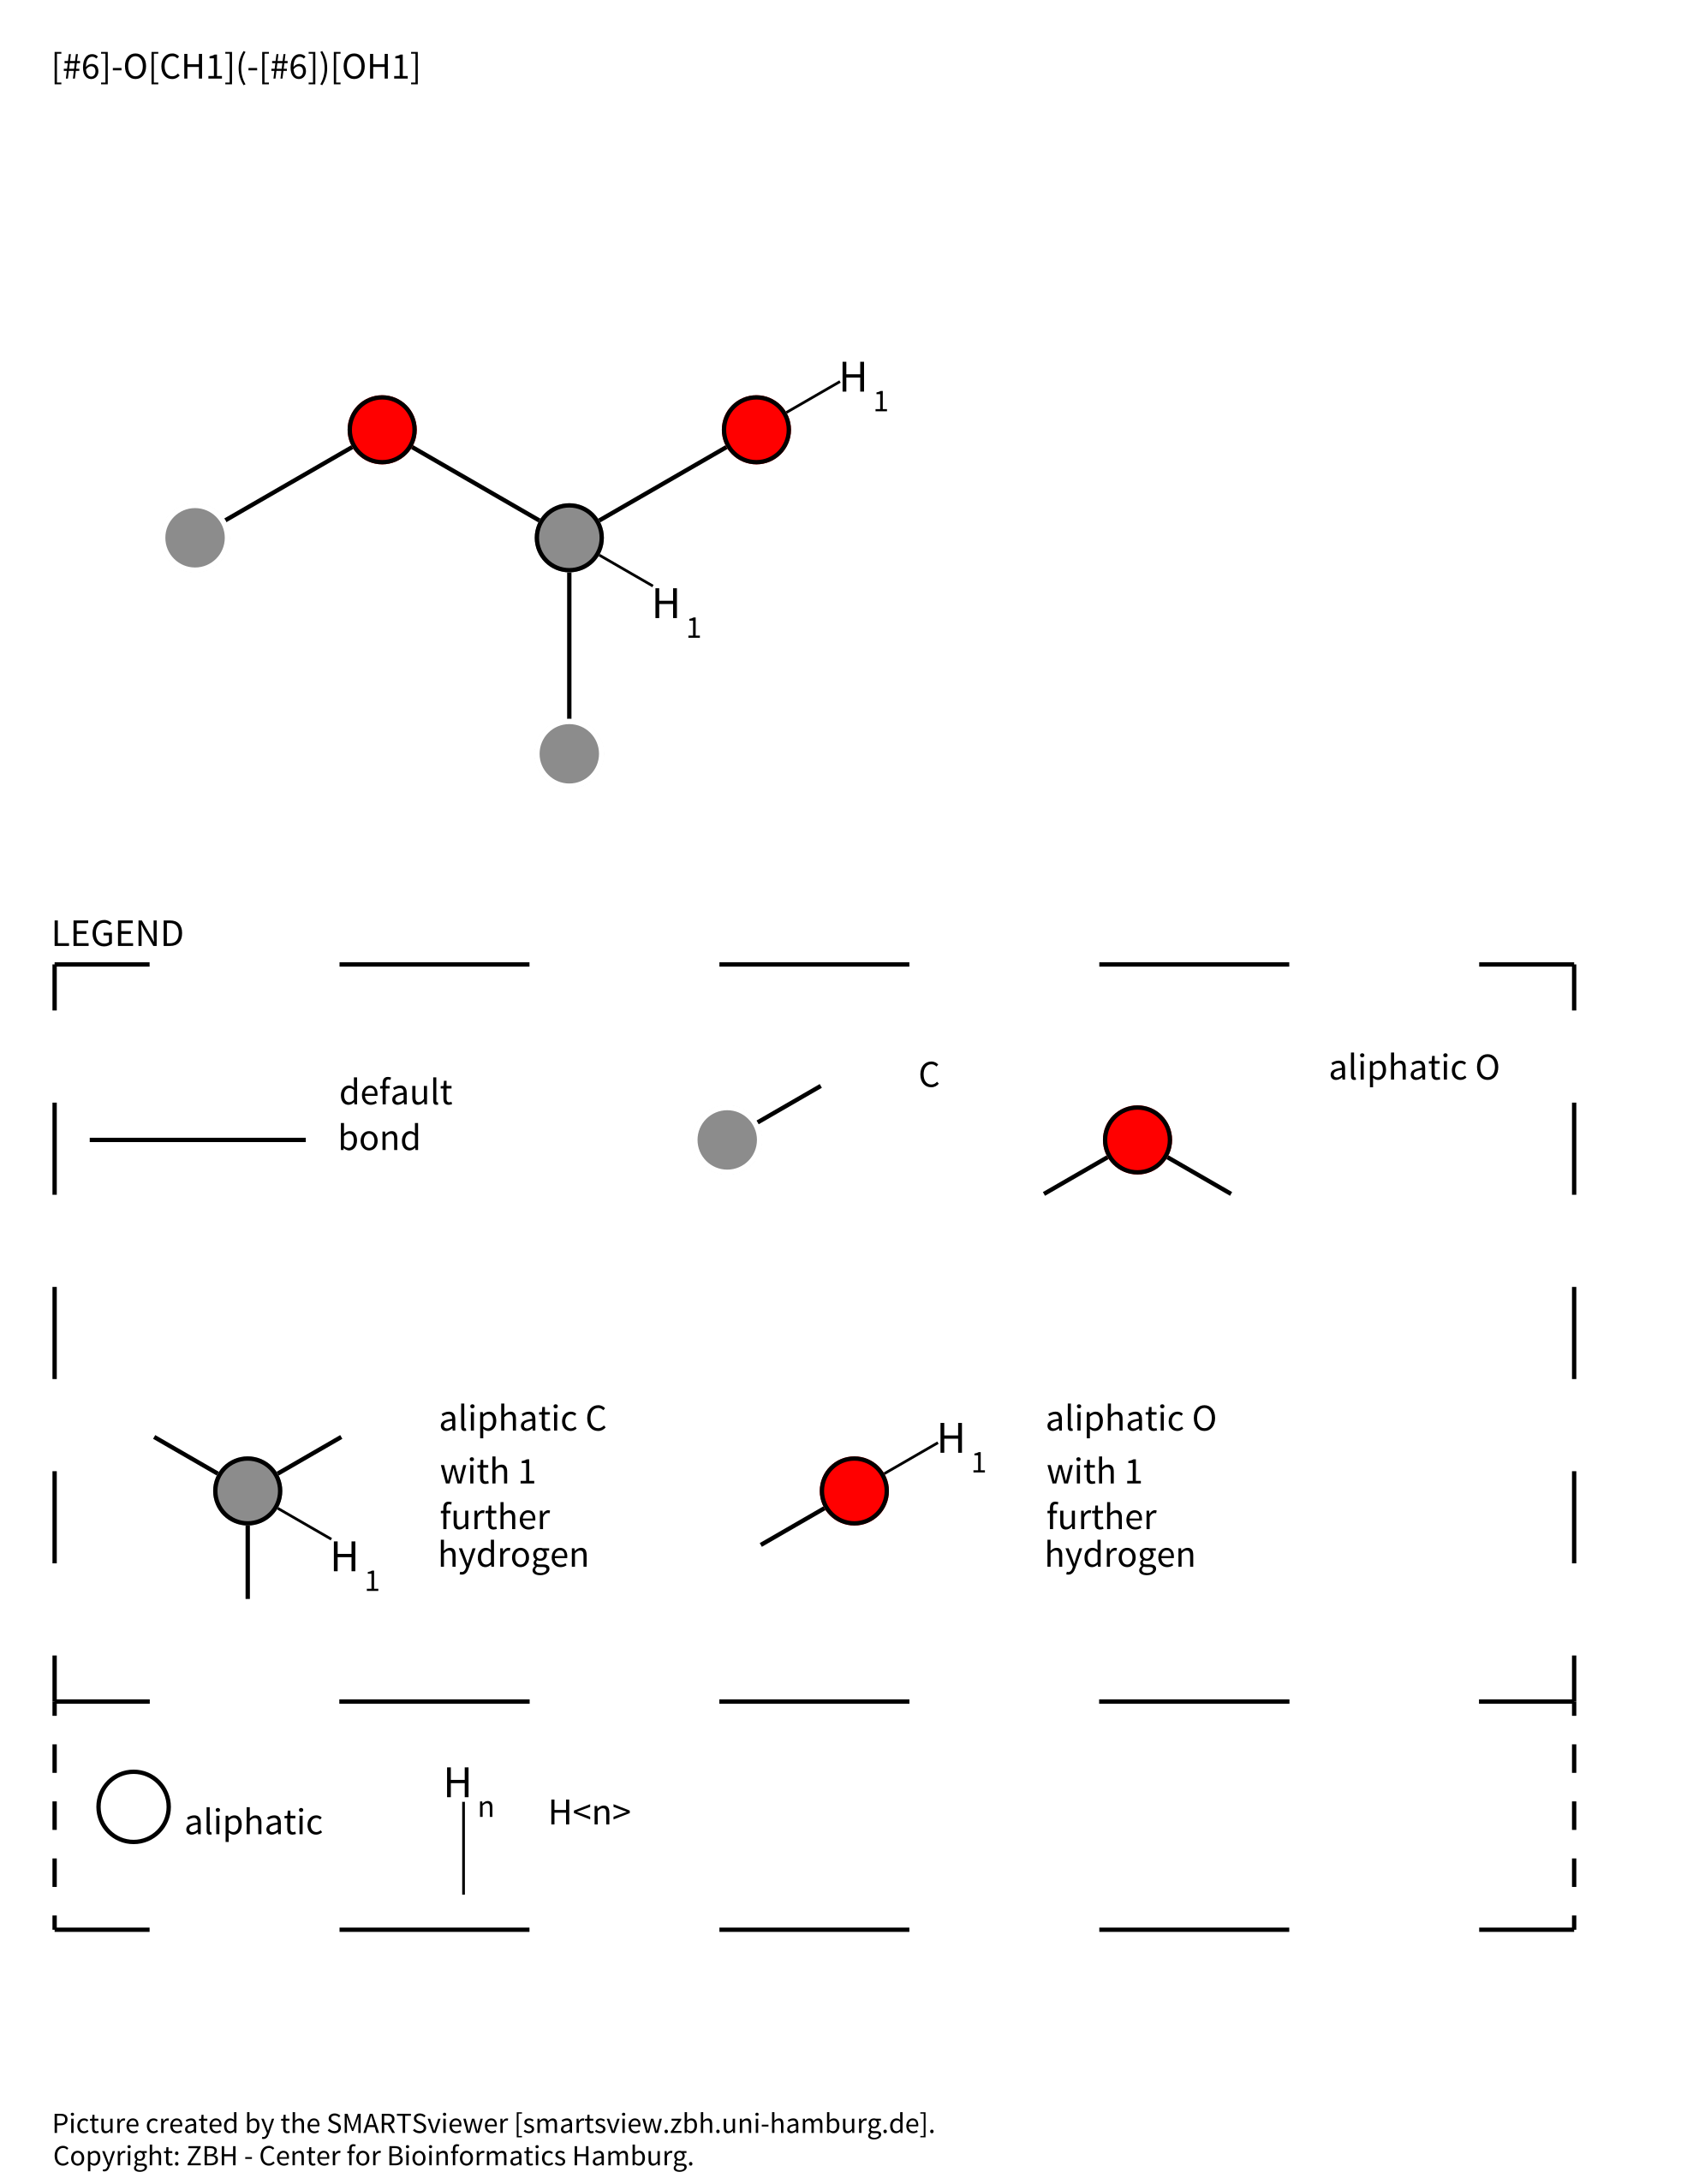 [#6]-O[CH1](-[#6])[OH1]
H 1
H 1
LEGEND
default
bond
C
aliphatic O
aliphatic C
with 1
further
hydrogen
H 1
H 1
aliphatic O
with 1
further
hydrogen
aliphatic
H n
H<n>
Picture created by the SMARTSviewer [smartsview.zbh.uni-hamburg.de].
Copyright: ZBH - Center for Bioinformatics Hamburg.